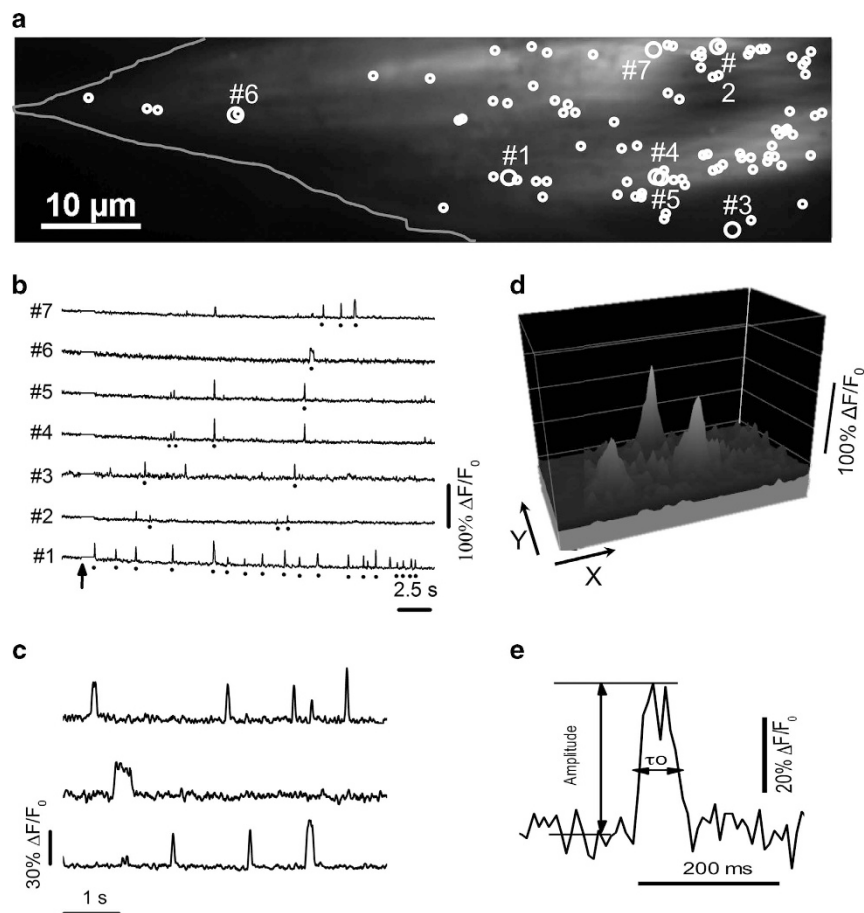 a
#7
#
2
#6
#1
#4
#5
#3
10 µm
b
#7
#6
#5
#4
#3
#2
#1
100% ΔF/F0
2.5 s
d
100% ΔF/F0
Y
X
c
30% ΔF/F0
1 s
e
Amplitude
τo
20% ΔF/F0
200 ms